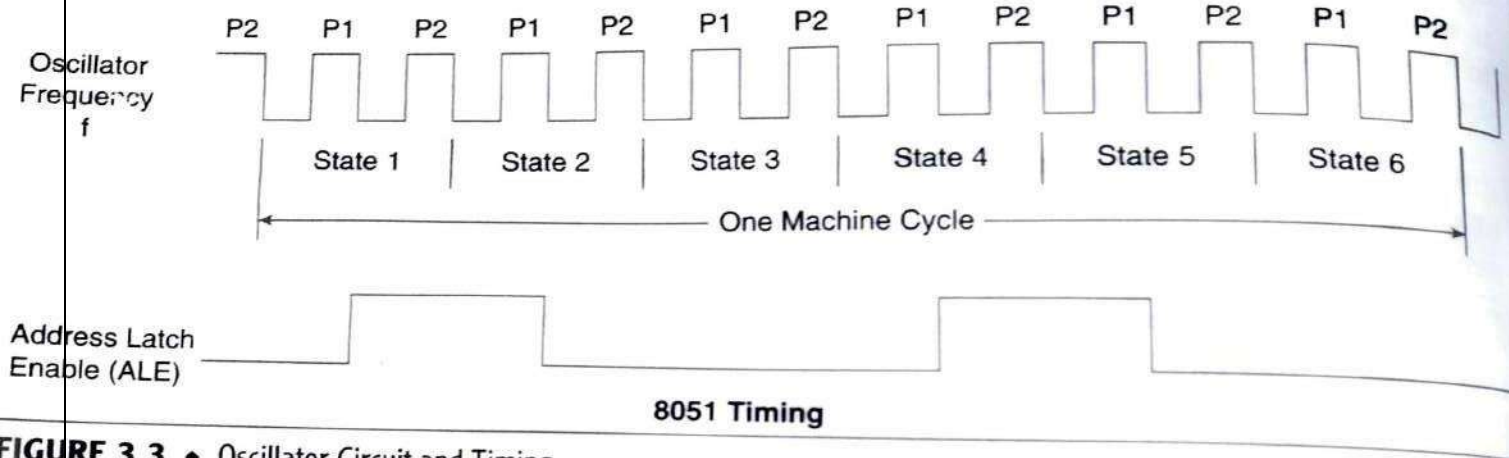 P2 P1 P2 P1 P2 P1 P2 P1 P2 P1 P2 P1 P2
Oscillator
Frequency
f
State 1 State 2 State 3 State 4 State 5 State 6
One Machine Cycle
Address Latch
Enable (ALE)
8051 Timing
FIGURE 3.3 ◆ Oscillator Circuit and Timing